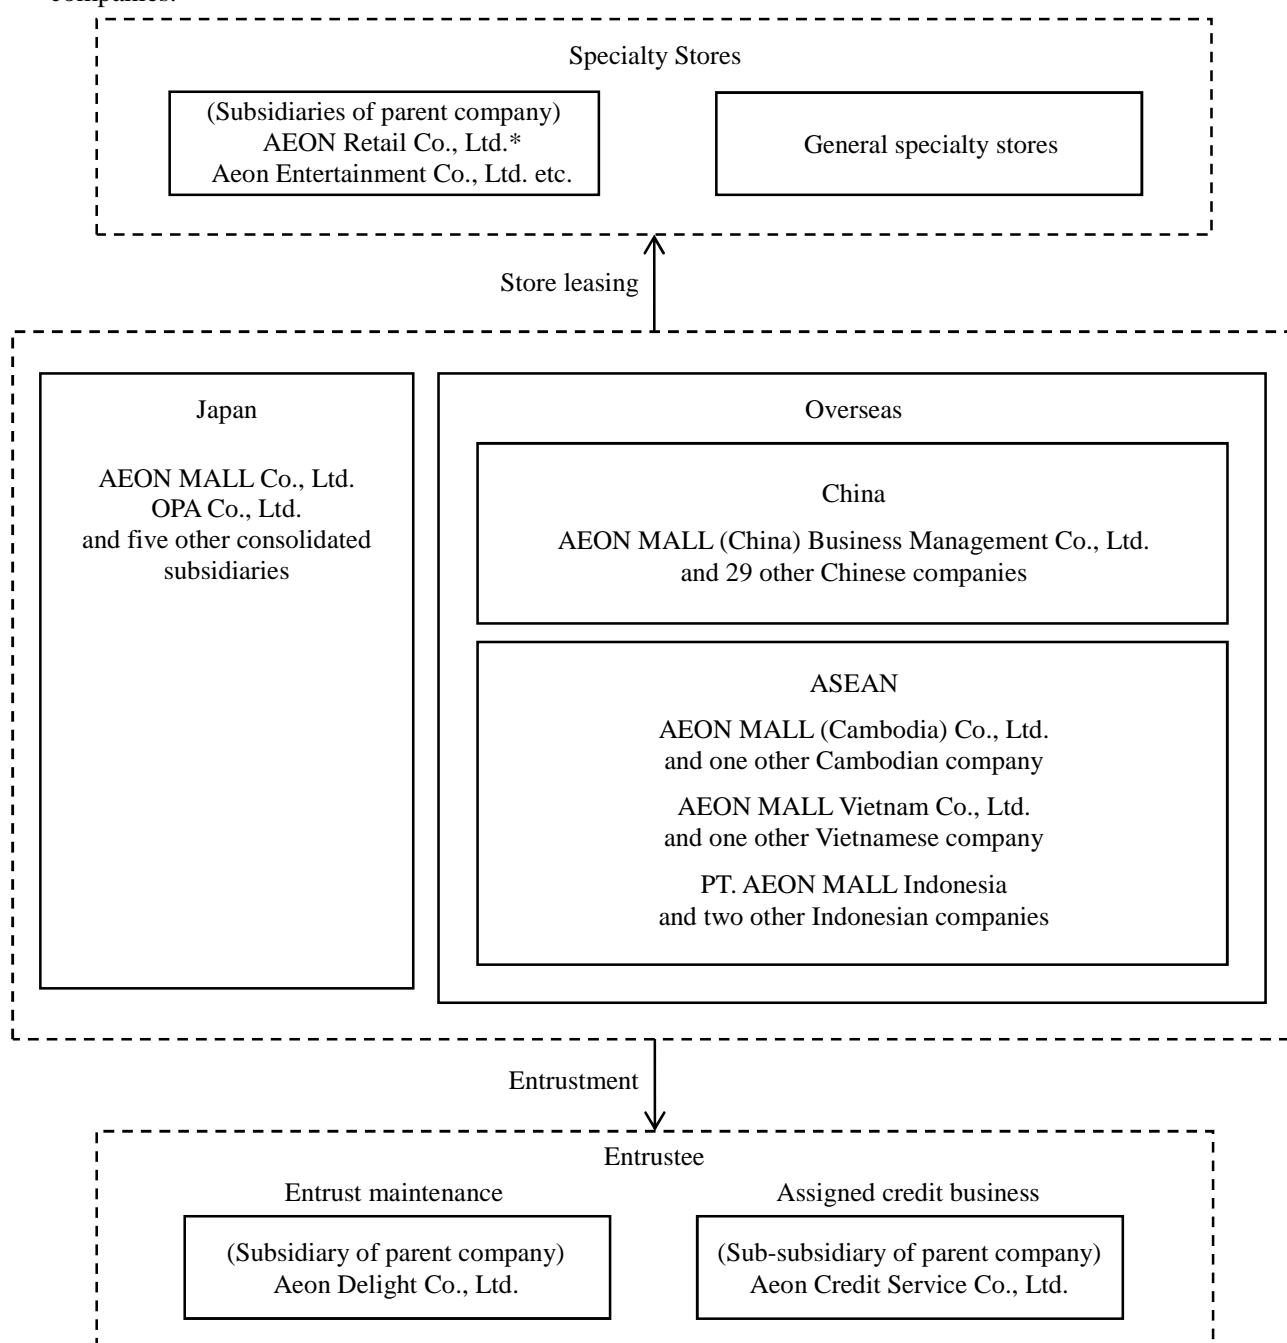 companies.
Specialty Stores
(Subsidiaries of parent company)
AEON Retail Co., Ltd.*
Aeon Entertainment Co., Ltd. etc.
General specialty stores
Store leasing
Japan
AEON MALL Co., Ltd.
OPA Co., Ltd.
and five other consolidated
subsidiaries
Overseas
China
AEON MALL (China) Business Management Co., Ltd.
and 29 other Chinese companies
ASEAN
AEON MALL (Cambodia) Co., Ltd.
and one other Cambodian company
AEON MALL Vietnam Co., Ltd.
and one other Vietnamese company
PT. AEON MALL Indonesia
and two other Indonesian companies
Entrustment
Entrustee
Entrust maintenance
(Subsidiary of parent company)
Aeon Delight Co., Ltd.
Assigned credit business
(Sub-subsidiary of parent company)
Aeon Credit Service Co., Ltd.